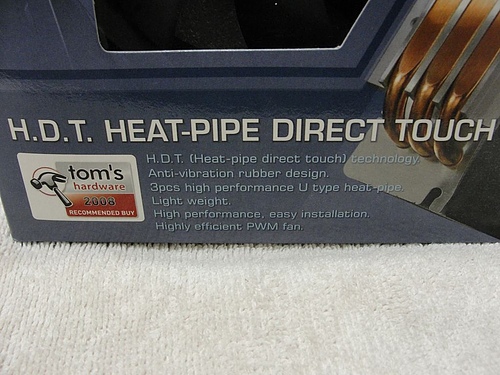 H.D.T. HEAT-PIPE DIRECT TOUCH
tom's
hardware
2008
RECOMMENDED BUY
H.D.T. (Heat-pipe direct touch) technology.
Anti-vibration rubber design.
3pcs high performance U type heat-pipe.
Light weight.
High performance, easy installation.
Highly efficient PWM fan.